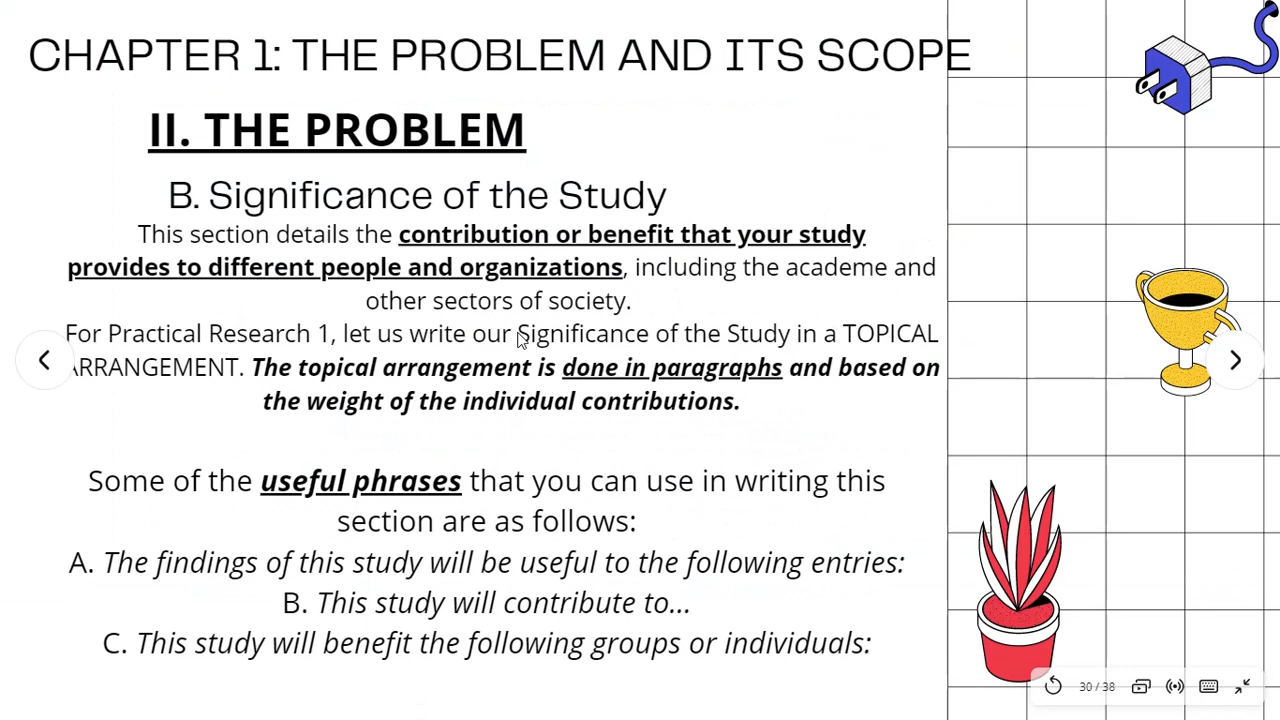 CHAPTER 1: THE PROBLEM AND ITS SCOPE
II. THE PROBLEM
B. Significance of the Study
This section details the contribution or benefit that your study
provides to different people and organizations, including the academe and
other sectors of society.
For Practical Research 1, let us write our Significance of the Study in a TOPICAL
ARRANGEMENT. The topical arrangement is done in paragraphs and based on
the weight of the individual contributions.
Some of the useful phrases that you can use in writing this
section are as follows:
A. The findings of this study will be useful to the following entries:
B. This study will contribute to...
C. This study will benefit the following groups or individuals:
30 / 38